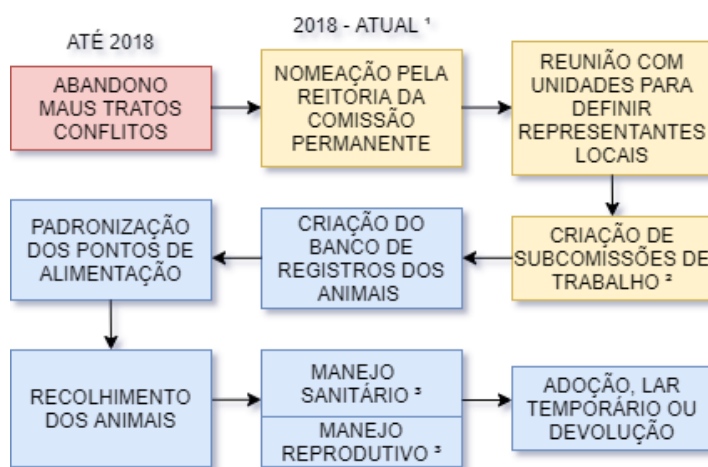 ATÉ 2018
2018 - ATUAL ¹
ABANDONO
MAUS TRATOS
CONFLITOS
NOMEAÇÃO PELA
REITORIA DA
COMISSÃO
PERMANENTE
REUNIÃO COM
UNIDADES PARA
DEFINIR
REPRESENTANTES
LOCAIS
CRIAÇÃO DE
SUBCOMISSÕES DE
TRABALHO ²
CRIAÇÃO DO
BANCO DE
REGISTROS DOS
ANIMAIS
PADRONIZAÇÃO
DOS PONTOS DE
ALIMENTAÇÃO
RECOLHIMENTO
DOS ANIMAIS
MANEJO
SANITÁRIO ³
MANEJO
REPRODUTIVO ³
ADOÇÃO, LAR
TEMPORÁRIO OU
DEVOLUÇÃO